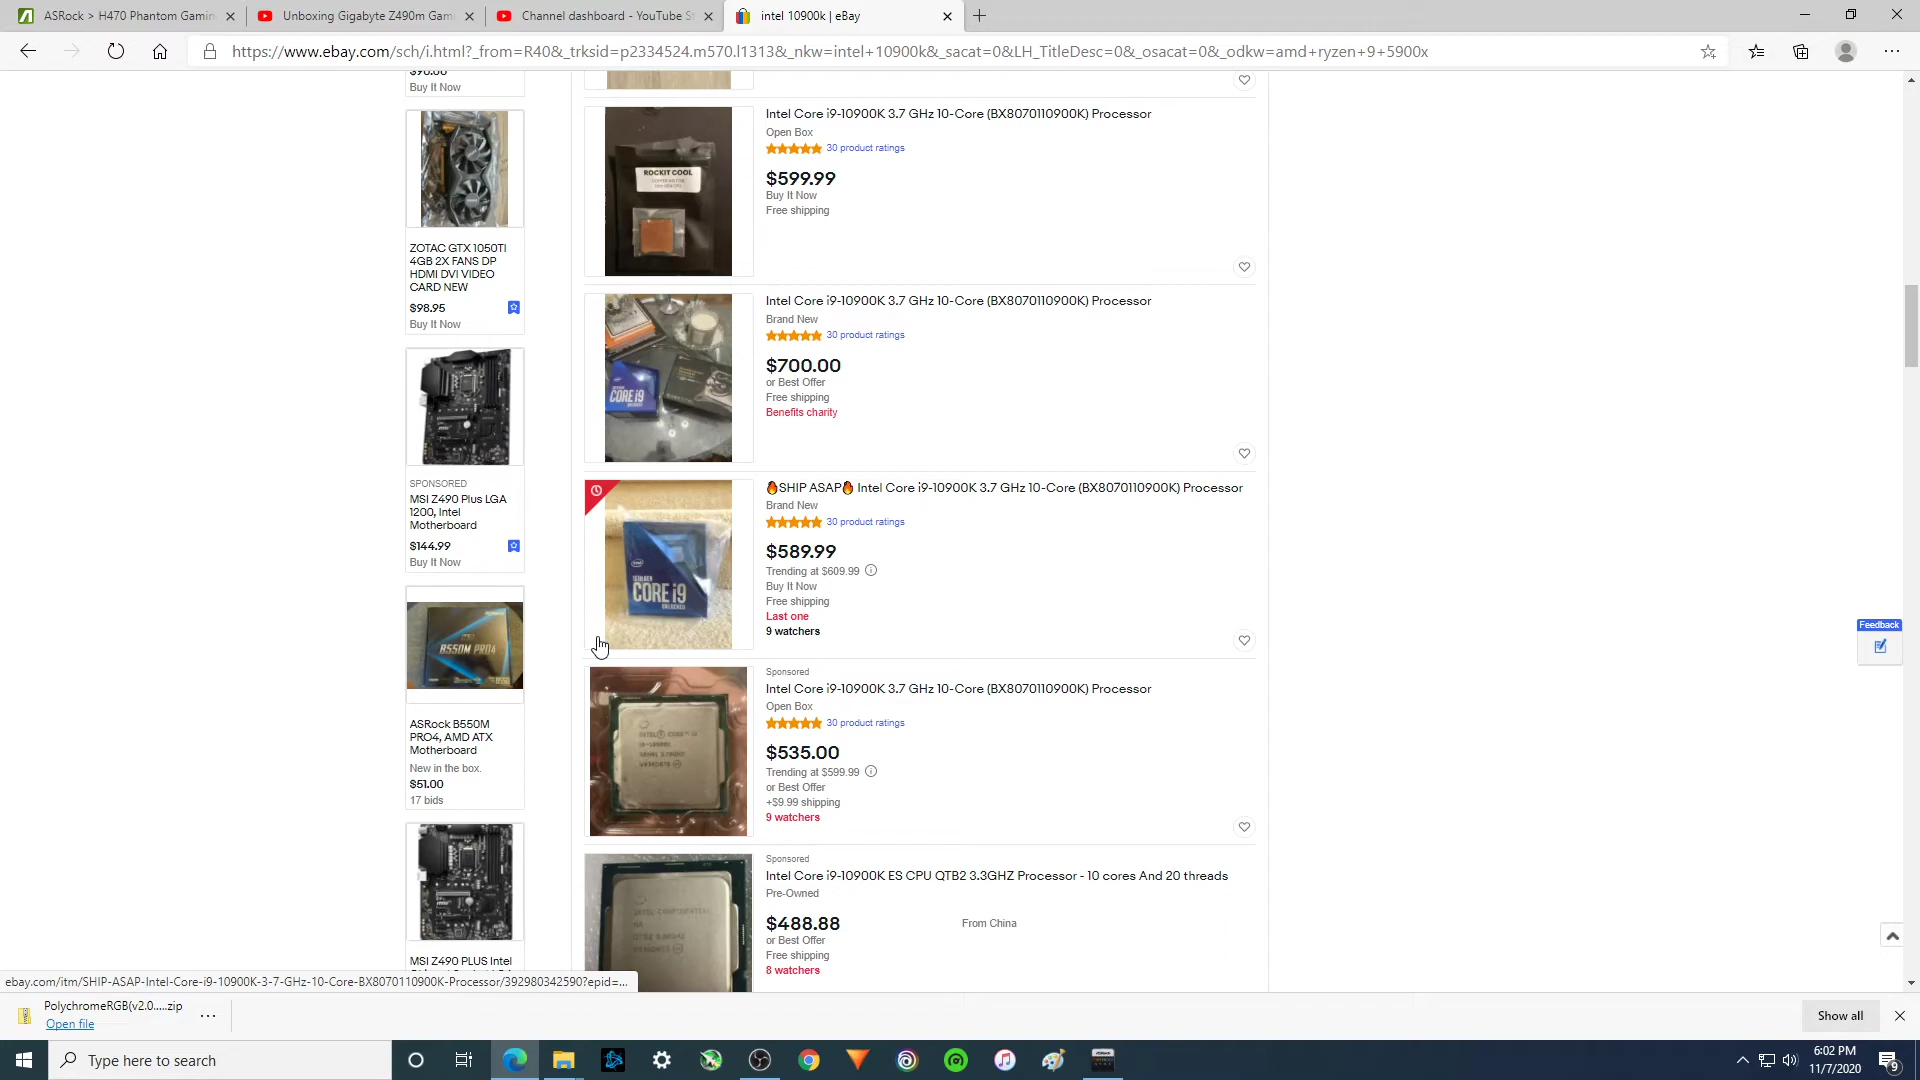 ASRock > H470 Phantom Gamin
Unboxing Gigabyte Z490m Gam
Channel dashboard - YouTube S
intel 10900k | eBay
https://www.ebay.com/sch/i.html?_from=R40&_trksid=p2334524.m570.l1313&_nkw=intel+10900k&_sacat=0&LH_TitleDesc=0&_osacat=0&_odkw=amd+ryzen+9+5900x
Buy It Now
ZOTAC GTX 1050TI
4GB 2X FANS DP
HDMI DVI VIDEO
CARD NEW
$98.95
Buy It Now
SPONSORED
MSI Z490 Plus LGA
1200, Intel
Motherboard
$144.99
Buy It Now
B550M PRO4
ASRock B550M
PRO4, AMD ATX
Motherboard
New in the box.
$51.00
17 bids
MSI Z490 PLUS Intel
ROCKIT COOL
Intel Core i9-10900K 3.7 GHz 10-Core (BX8070110900K) Processor
Open Box
30 product ratings
$599.99
Buy It Now
Free shipping
CORE i9
Intel Core i9-10900K 3.7 GHz 10-Core (BX8070110900K) Processor
Brand New
30 product ratings
$700.00
or Best Offer
Free shipping
Benefits charity
CORE i9
UNLOCKED
🔥SHIP ASAP🔥 Intel Core i9-10900K 3.7 GHz 10-Core (BX8070110900K) Processor
Brand New
30 product ratings
$589.99
Trending at $609.99
Buy It Now
Free shipping
Last one
9 watchers
Sponsored
Intel Core i9-10900K 3.7 GHz 10-Core (BX8070110900K) Processor
Open Box
30 product ratings
$535.00
Trending at $599.99
or Best Offer
+$9.99 shipping
9 watchers
Sponsored
Intel Core i9-10900K ES CPU QTB2 3.3GHZ Processor - 10 cores And 20 threads
Pre-Owned
$488.88
From China
or Best Offer
Free shipping
8 watchers
Feedback
ebay.com/itm/SHIP-ASAP-Intel-Core-i9-10900K-3-7-GHz-10-Core-BX8070110900K-Processor/392980342590?epid=...
PolychromeRGB(v2.0.....zip
Open file
Show all
Type here to search
6:02 PM
11/7/2020
9